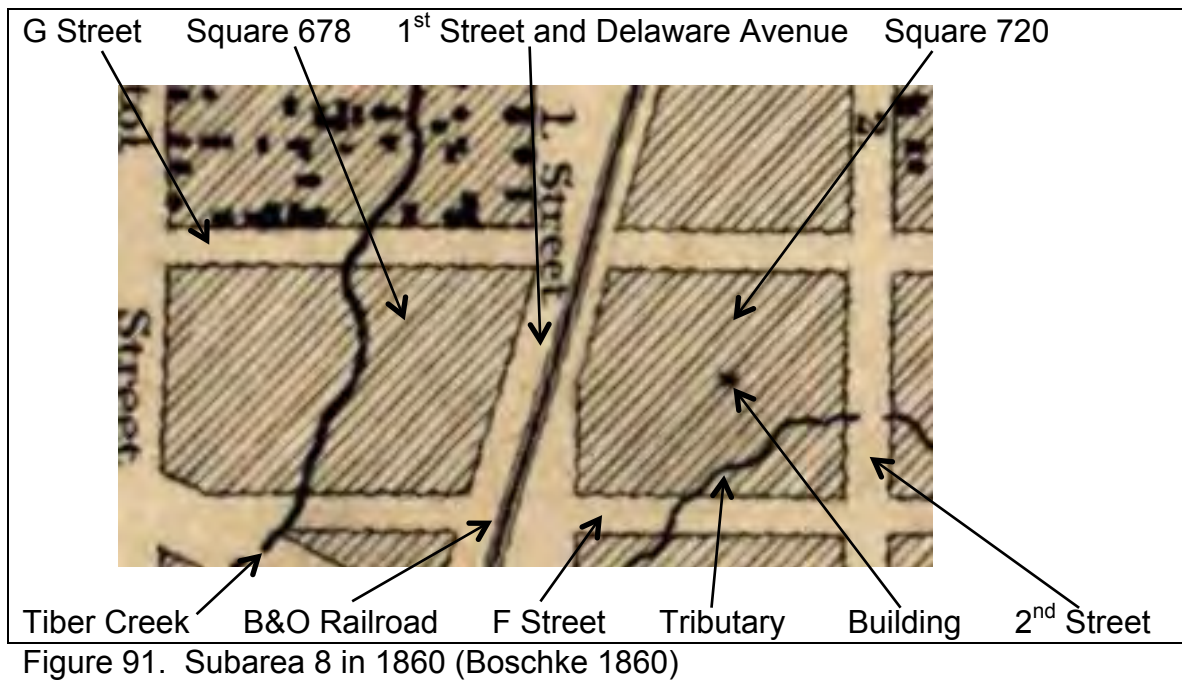 G Street Square 678 1st Street and Delaware Avenue Square 720
1. Street
2
Street
Tiber Creek B&O Railroad F Street Tributary Building 2nd Street
Figure 91. Subarea 8 in 1860 (Boschke 1860)